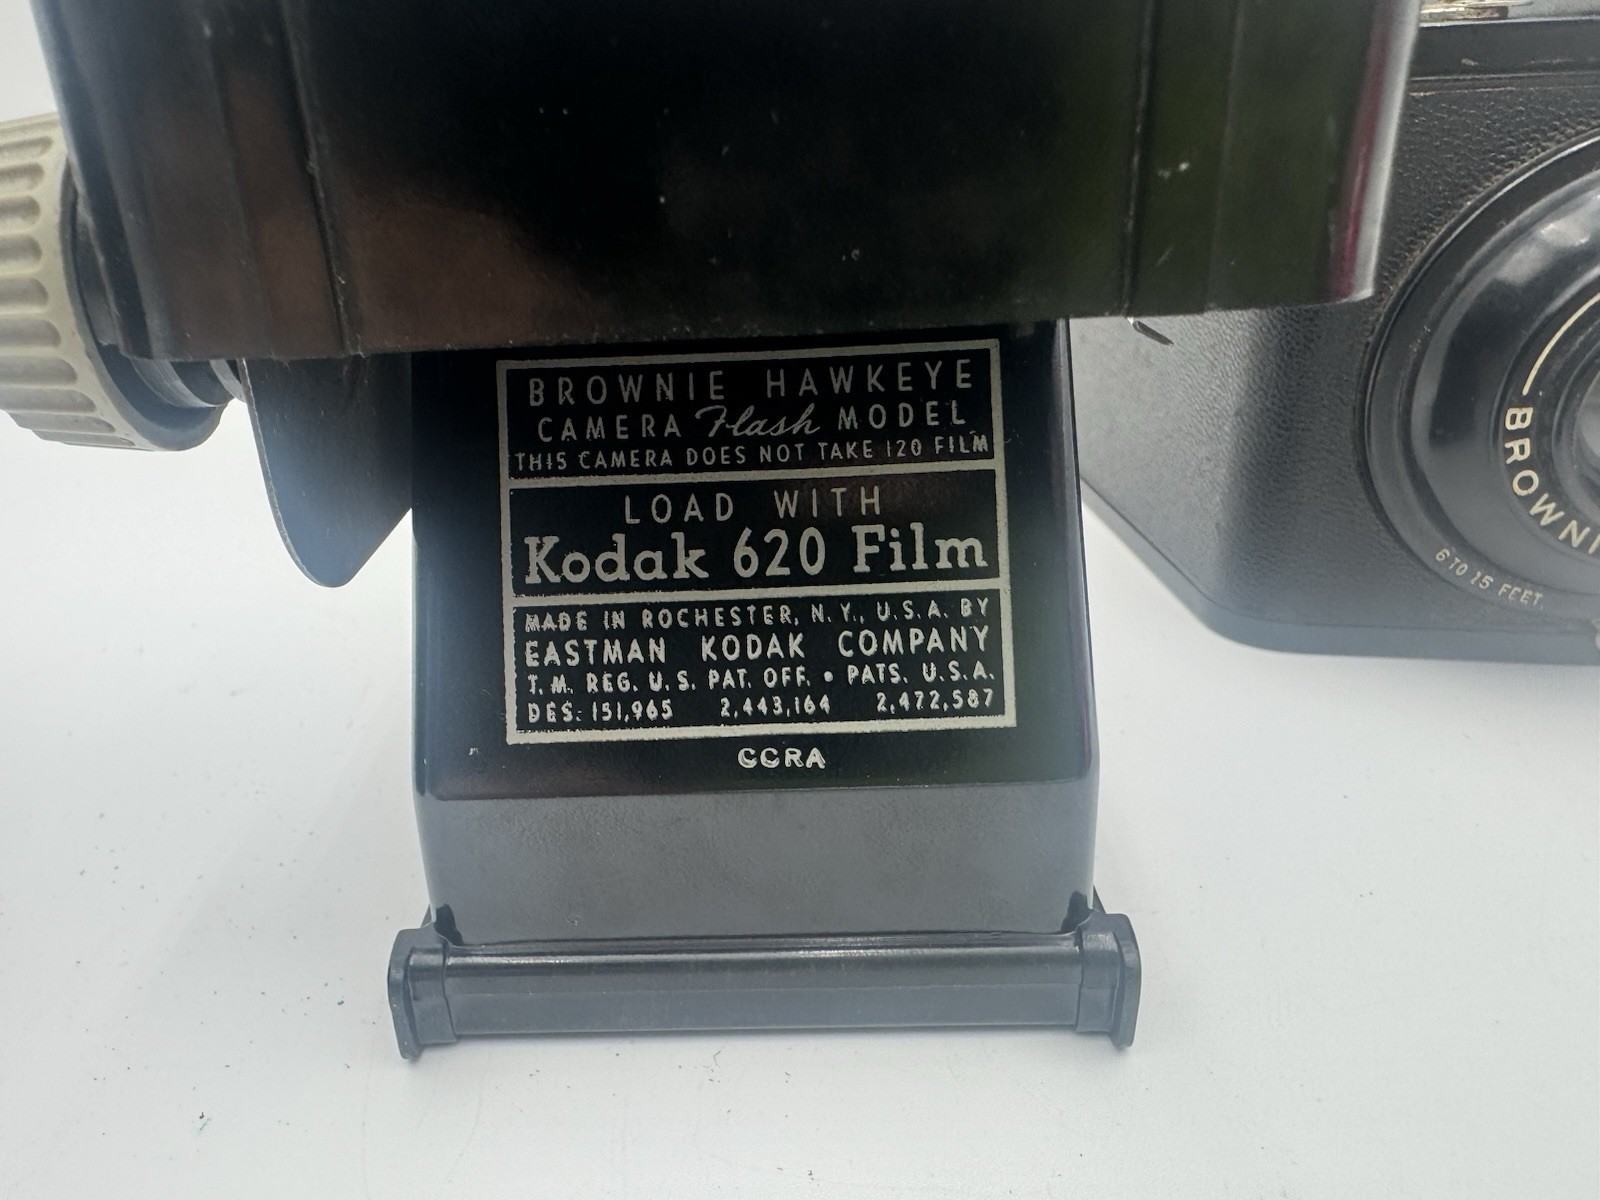 BROWNIE HAWKEYE
CAMERA Flash MODEL
THIS CAMERA DOES NOT TAKE 120 FILM
LOAD WITH
Kodak 620 Film
MADE IN ROCHESTER, N.Y., U.S.A. BY
EASTMAN KODAK COMPANY
T.M. REG. U.S. PAT. OFF. • PATS. U.S.A.
DES. 151,965 2,443,164 2,472,587
CCRA
BROWNI
6 TO 15 FEET